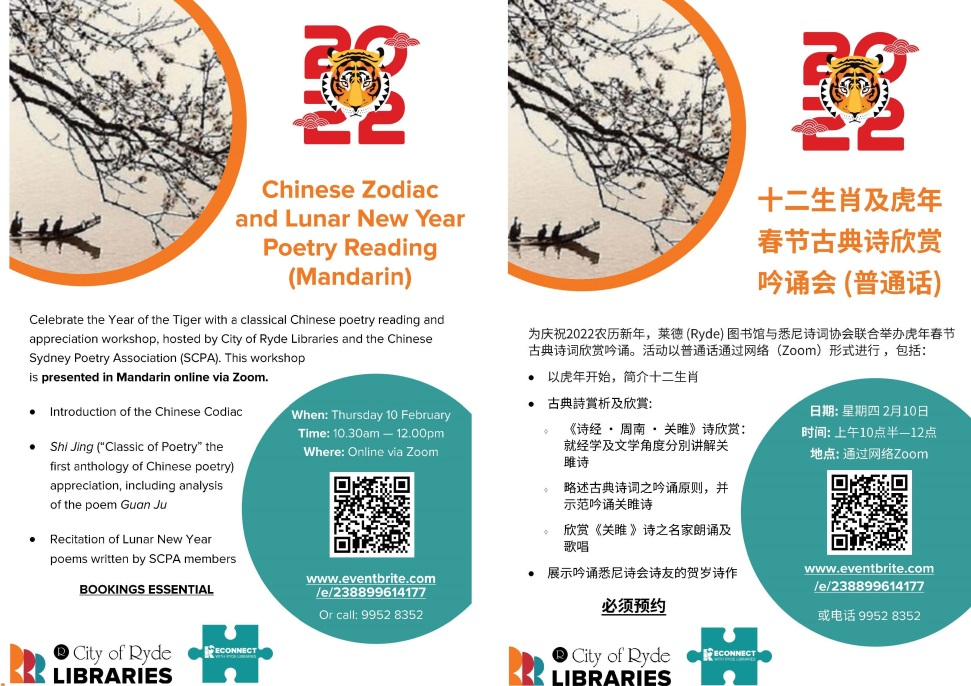 2022
Chinese Zodiac
and Lunar New Year
Poetry Reading
(Mandarin)
Celebrate the Year of the Tiger with a classical Chinese poetry reading and
appreciation workshop, hosted by City of Ryde Libraries and the Chinese
Sydney Poetry Association (SCPA). This workshop
is presented in Mandarin online via Zoom.
• Introduction of the Chinese Codiac
• Shi Jing (“Classic of Poetry” the
first anthology of Chinese poetry)
appreciation, including analysis
of the poem Guan Ju
• Recitation of Lunar New Year
poems written by SCPA members
BOOKINGS ESSENTIAL
When: Thursday 10 February
Time: 10.30am — 12.00pm
Where: Online via Zoom
www.eventbrite.com
/e/238899614177
Or call: 9952 8352
City of Ryde
LIBRARIES
RECONNECT
WITH RYDE LIBRARIES
2022
十二生肖及虎年
春节古典诗欣赏
吟诵会 (普通话)
为庆祝2022农历新年，莱德 (Ryde) 图书馆与悉尼诗词协会联合举办虎年春节
古典诗词欣赏吟诵。活动以普通话通过网络（Zoom）形式进行 ，包括：
• 以虎年开始，简介十二生肖
• 古典詩賞析及欣賞:
◊ 《诗经 · 周南 · 关雎》诗欣赏：
就经学及文学角度分別讲解关
雎诗
◊ 略述古典诗词之吟诵原则，并
示范吟诵关雎诗
◊ 欣赏《关雎 》诗之名家朗诵及
歌唱
• 展示吟诵悉尼诗会诗友的贺岁诗作
必须预约
日期: 星期四 2月10日
时间: 上午10点半—12点
地点: 通过网络Zoom
www.eventbrite.com
/e/238899614177
或电话 9952 8352
City of Ryde
LIBRARIES
RECONNECT
WITH RYDE LIBRARIES